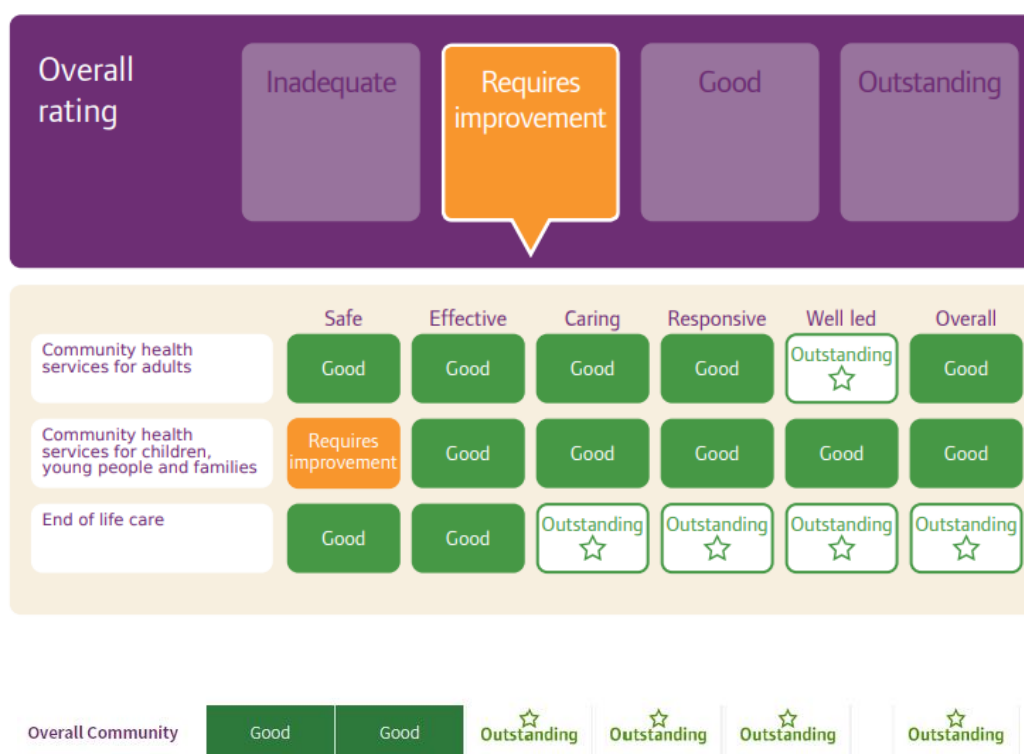 Overall
rating
Inadequate
Requires
improvement
Good
Outstanding
Safe Effective Caring Responsive Well led Overall
Community health
services for adults
Good Good Good Good Outstanding Good
Community health
services for children,
young people and families
Requires
improvement
Good Good Good Good Good
End of life care
Good Good Outstanding Outstanding Outstanding Outstanding
Overall Community Good Good Outstanding Outstanding Outstanding Outstanding